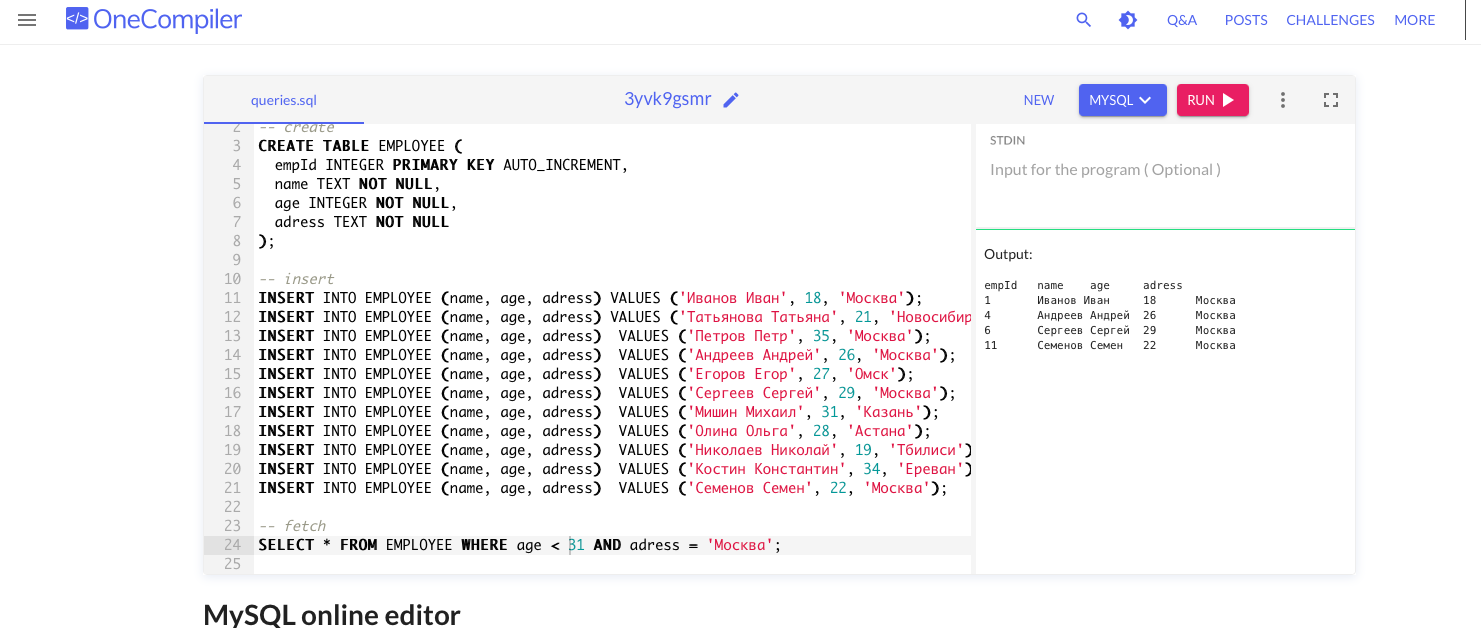 </> OneCompiler
Q&A POSTS CHALLENGES MORE
queries.sql 3yvk9gsmr NEW MYSQL RUN
2 -- create
3 CREATE TABLE EMPLOYEE (
4 empId INTEGER PRIMARY KEY AUTO_INCREMENT,
5 name TEXT NOT NULL,
6 age INTEGER NOT NULL,
7 adress TEXT NOT NULL
8 );
9
10 -- insert
11 INSERT INTO EMPLOYEE (name, age, adress) VALUES ('Иванов Иван', 18, 'Москва');
12 INSERT INTO EMPLOYEE (name, age, adress) VALUES ('Татьянова Татьяна', 21, 'Новосибир
13 INSERT INTO EMPLOYEE (name, age, adress)  VALUES ('Петров Петр', 35, 'Москва');
14 INSERT INTO EMPLOYEE (name, age, adress)  VALUES ('Андреев Андрей', 26, 'Москва');
15 INSERT INTO EMPLOYEE (name, age, adress)  VALUES ('Егоров Егор', 27, 'Омск');
16 INSERT INTO EMPLOYEE (name, age, adress)  VALUES ('Сергеев Сергей', 29, 'Москва');
17 INSERT INTO EMPLOYEE (name, age, adress)  VALUES ('Мишин Михаил', 31, 'Казань');
18 INSERT INTO EMPLOYEE (name, age, adress)  VALUES ('Олина Ольга', 28, 'Астана');
19 INSERT INTO EMPLOYEE (name, age, adress)  VALUES ('Николаев Николай', 19, 'Тбилиси')
20 INSERT INTO EMPLOYEE (name, age, adress)  VALUES ('Костин Константин', 34, 'Ереван')
21 INSERT INTO EMPLOYEE (name, age, adress)  VALUES ('Семенов Семен', 22, 'Москва');
22
23 -- fetch
24 SELECT * FROM EMPLOYEE WHERE age < 31 AND adress = 'Москва';
25
STDIN
Input for the program ( Optional )
Output:
empId name age adress
1 Иванов Иван 18 Москва
4 Андреев Андрей 26 Москва
6 Сергеев Сергей 29 Москва
11 Семенов Семен 22 Москва
MySQL online editor